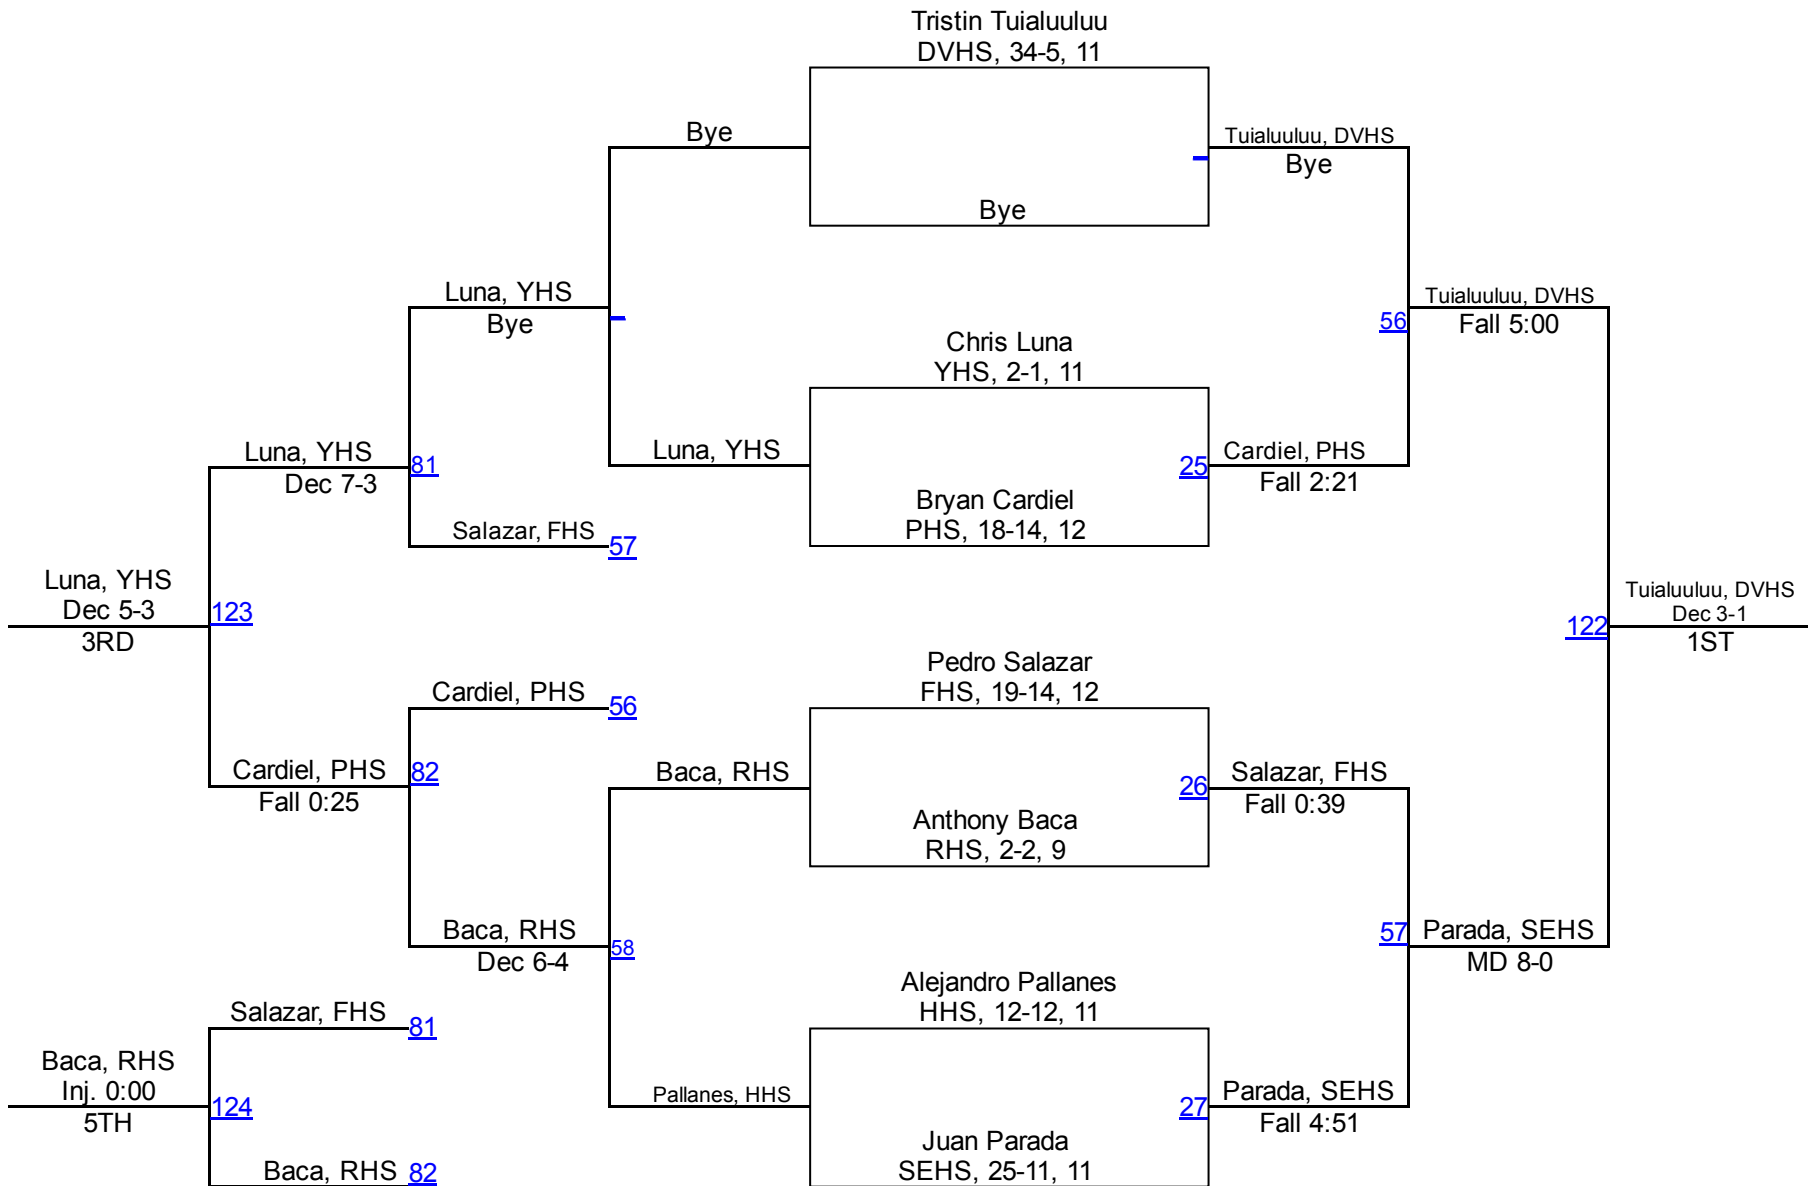 Tristin Tuialuuluu
DVHS, 34-5, 11
Bye
Tuialuuluu, DVHS
Bye
Bye
Luna, YHS
Bye
Tuialuuluu, DVHS
Fall 5:00
56
Chris Luna
YHS, 2-1, 11
Luna, YHS
Dec 7-3
81
Luna, YHS
25
Cardiel, PHS
Fall 2:21
Bryan Cardiel
PHS, 18-14, 12
Salazar, FHS
57
Luna, YHS
Dec 5-3
3RD
123
Tuialuuluu, DVHS
Dec 3-1
1ST
122
Pedro Salazar
FHS, 19-14, 12
Cardiel, PHS
56
Cardiel, PHS
Fall 0:25
82
Baca, RHS
26
Salazar, FHS
Fall 0:39
Anthony Baca
RHS, 2-2, 9
Baca, RHS
Dec 6-4
58
57
Parada, SEHS
MD 8-0
Alejandro Pallanes
HHS, 12-12, 11
Salazar, FHS
81
Baca, RHS
Inj. 0:00
5TH
124
Pallanes, HHS
27
Parada, SEHS
Fall 4:51
Juan Parada
SEHS, 25-11, 11
Baca, RHS
82